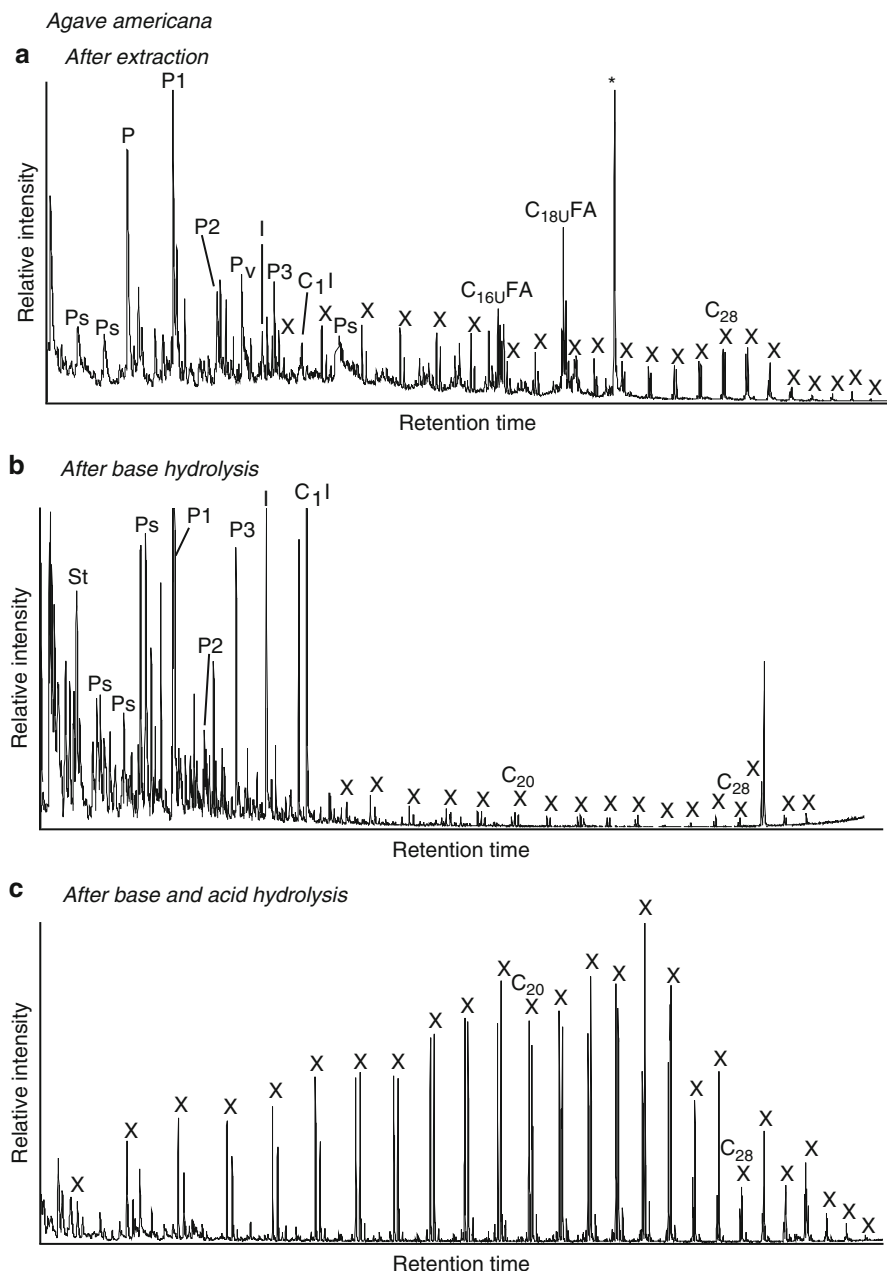 Agave americana
a After extraction
P1
*
P
C18UFA
P2
I
Pv
P3
C1I
C16UFA
C28
Ps Ps X X Ps X X X X X X X X X X X X X X X X X X X X
Relative intensity
Retention time
b After base hydrolysis
I C1I
Ps P1
P3
St
P2
Ps Ps
C20 C28
X X X X X X X X X X X X X X X X
Relative intensity
Retention time
c After base and acid hydrolysis
X
X X X X X
C20
X X X X
X X X X X X X X X X X X
C28
X X X X X X X
Relative intensity
Retention time